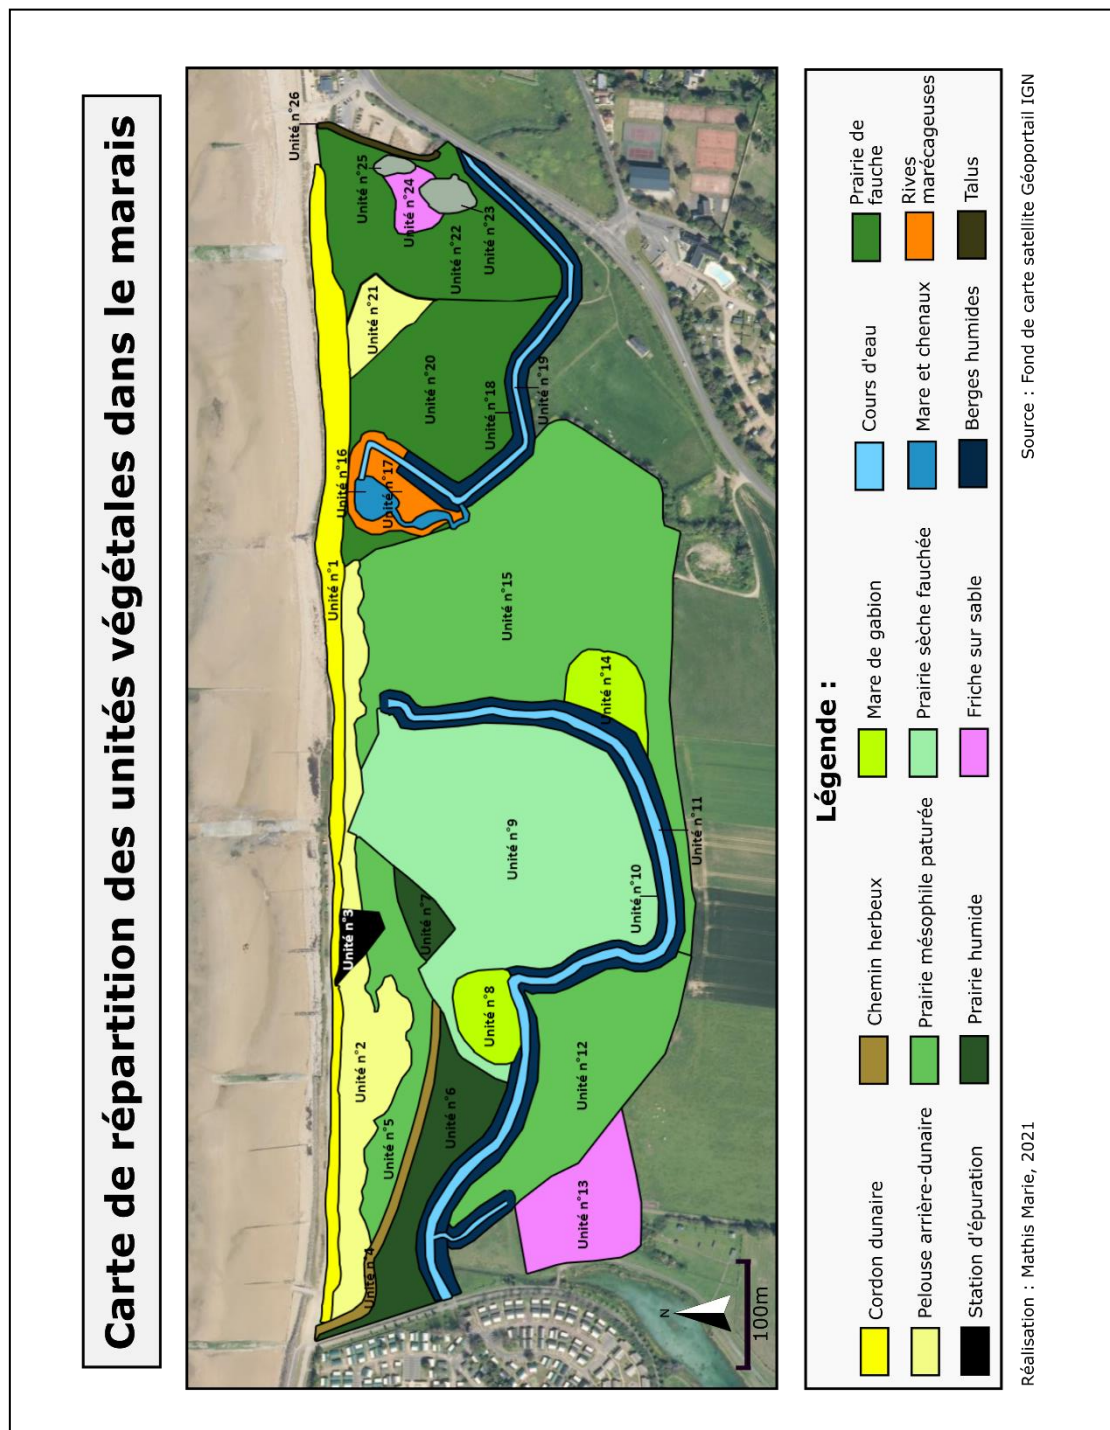 Carte de répartition des unités végétales dans le marais
Unité n°1
Unité n°2
Unité n°3
Unité n°4
Unité n°5
Unité n°6
Unité n°7
Unité n°8
Unité n°9
Unité n°10
Unité n°11
Unité n°12
Unité n°13
Unité n°14
Unité n°15
Unité n°16
Unité n°17
Unité n°18
Unité n°19
Unité n°20
Unité n°21
Unité n°22
Unité n°23
Unité n°24
Unité n°25
Unité n°26
N
100m
Légende :
Cordon dunaire
Chemin herbeux
Mare de gabion
Cours d'eau
Prairie de
fauche
Pelouse arrière-dunaire
Prairie mésophile paturée
Prairie sèche fauchée
Mare et chenaux
Rives
marécageuses
Station d'épuration
Prairie humide
Friche sur sable
Berges humides
Talus
Réalisation : Mathis Marie, 2021
Source : Fond de carte satellite Géoportail IGN